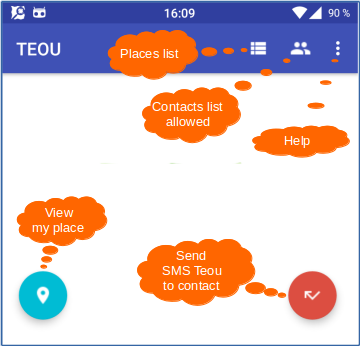 16:09
90 %
TEOU
Places list
Contacts list
allowed
Help
View
my place
Send
SMS Teou
to contact